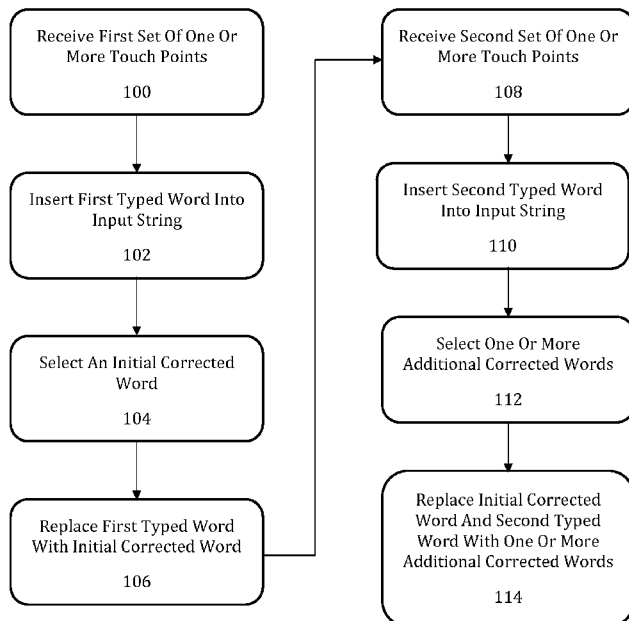 Receive First Set Of One Or
More Touch Points
100
Insert First Typed Word Into
Input String
102
Select An Initial Corrected
Word
104
Replace First Typed Word
With Initial Corrected Word
106
Receive Second Set Of One Or
More Touch Points
108
Insert Second Typed Word
Into Input String
110
Select One Or More
Additional Corrected Words
112
Replace Initial Corrected
Word And Second Typed
Word With One Or More
Additional Corrected Words
114